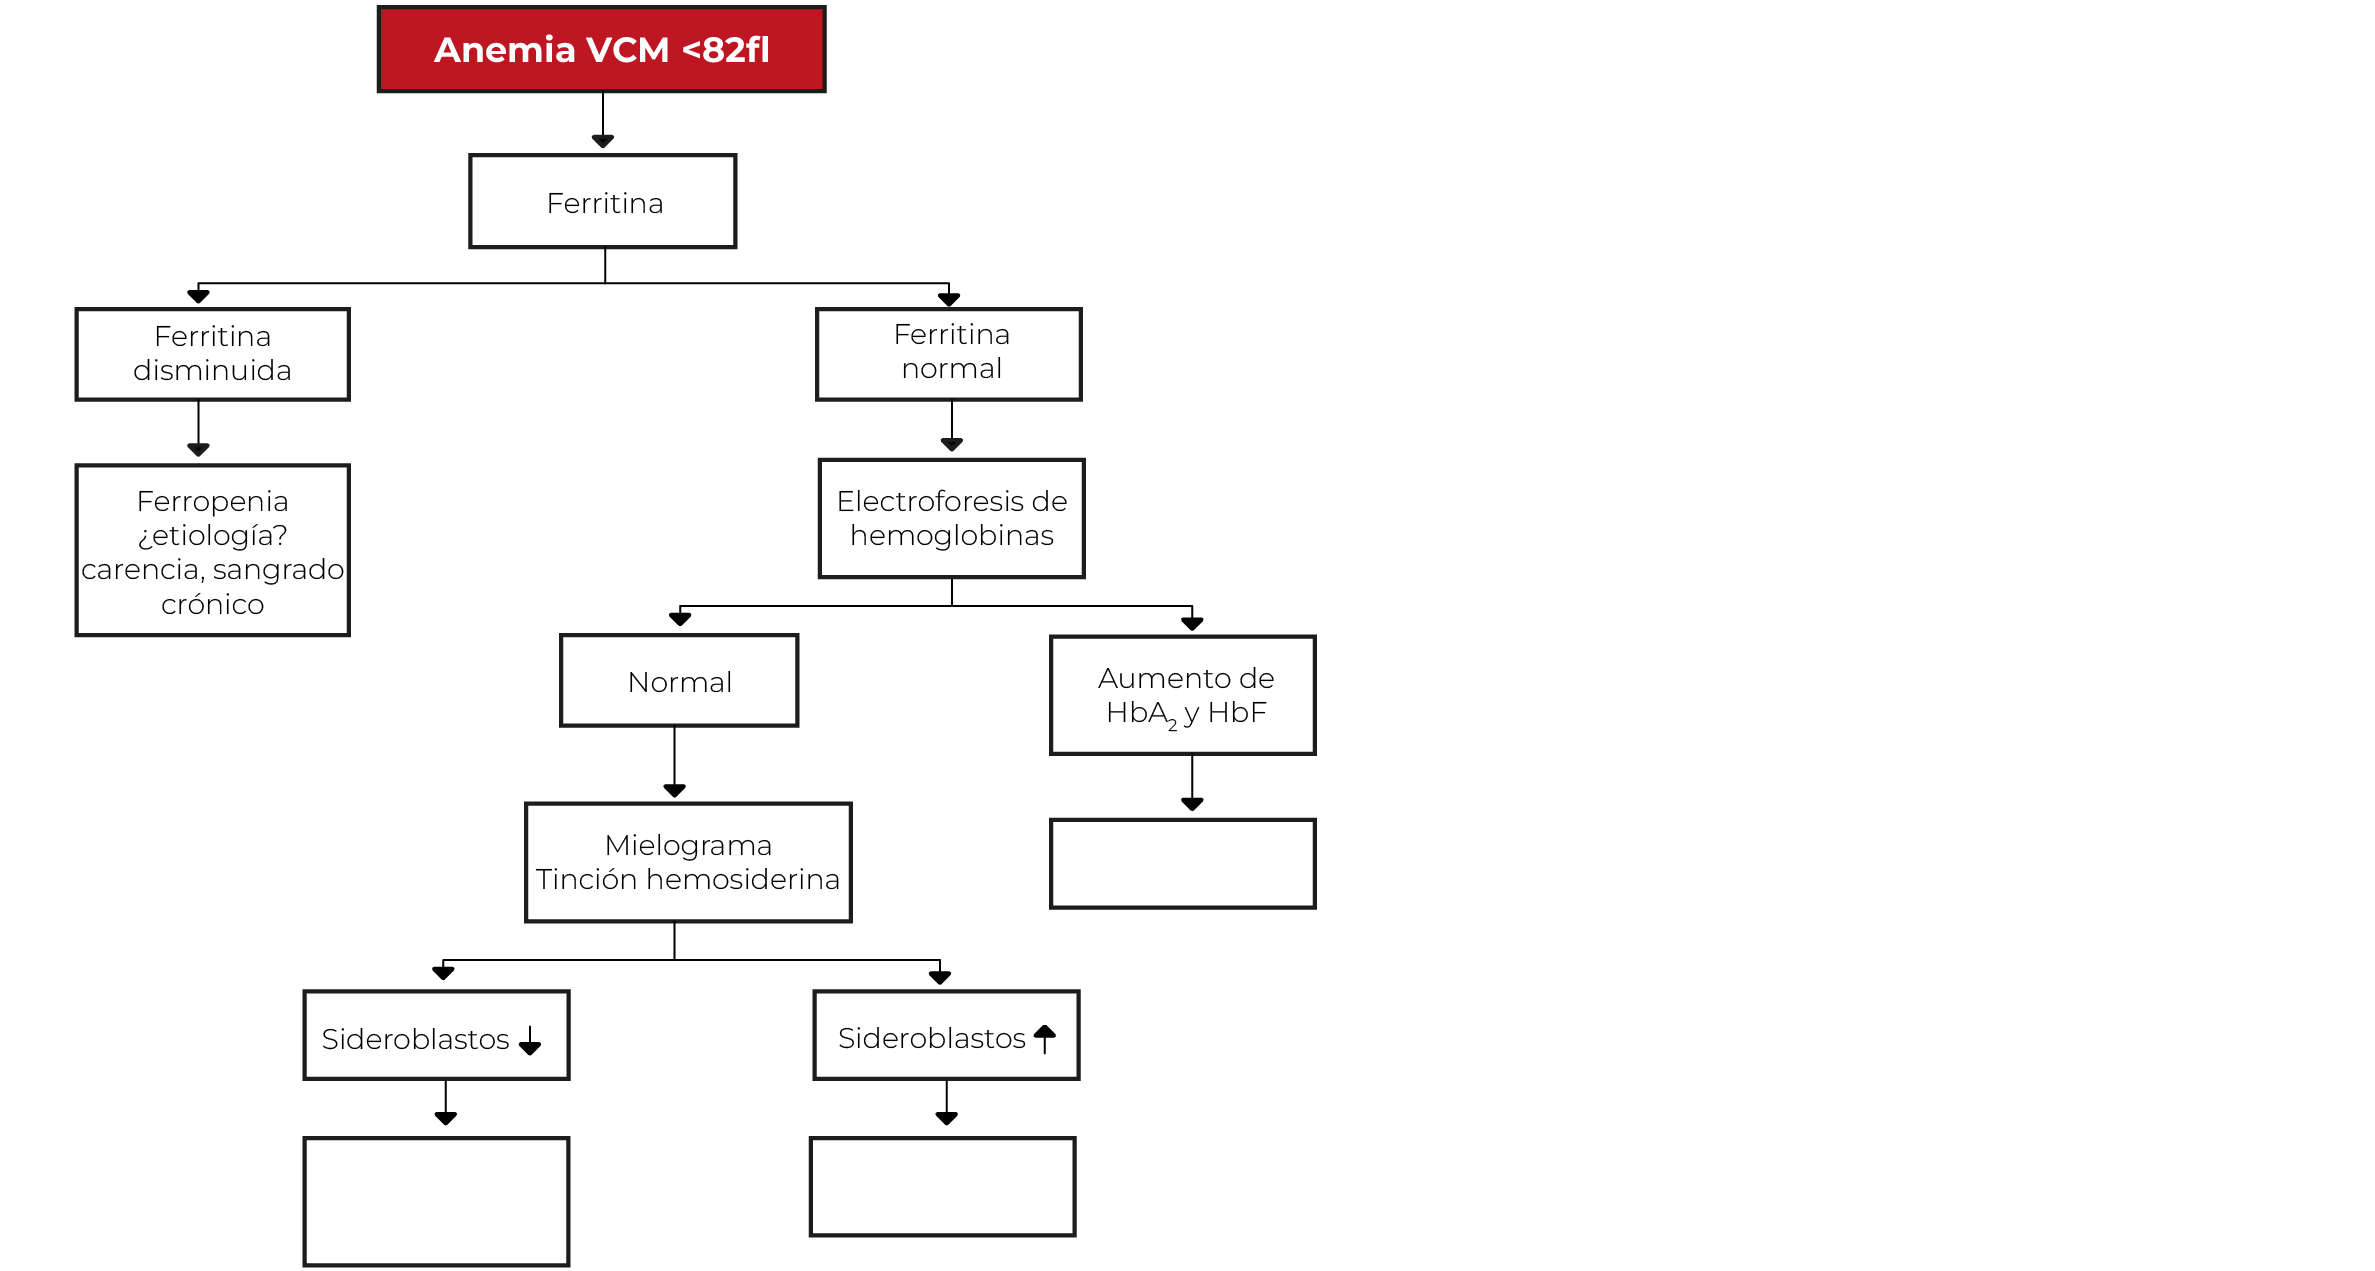 Anemia VCM <82fl
Ferritina
Ferritina
disminuida
Ferritina
normal
Ferropenia
¿etiología?
carencia, sangrado
crónico
Electroforesis de
hemoglobinas
Normal
Aumento de
HbA₂ y HbF
Mielograma
Tinción hemosiderina
Sideroblastos ↓
Sideroblastos ↑